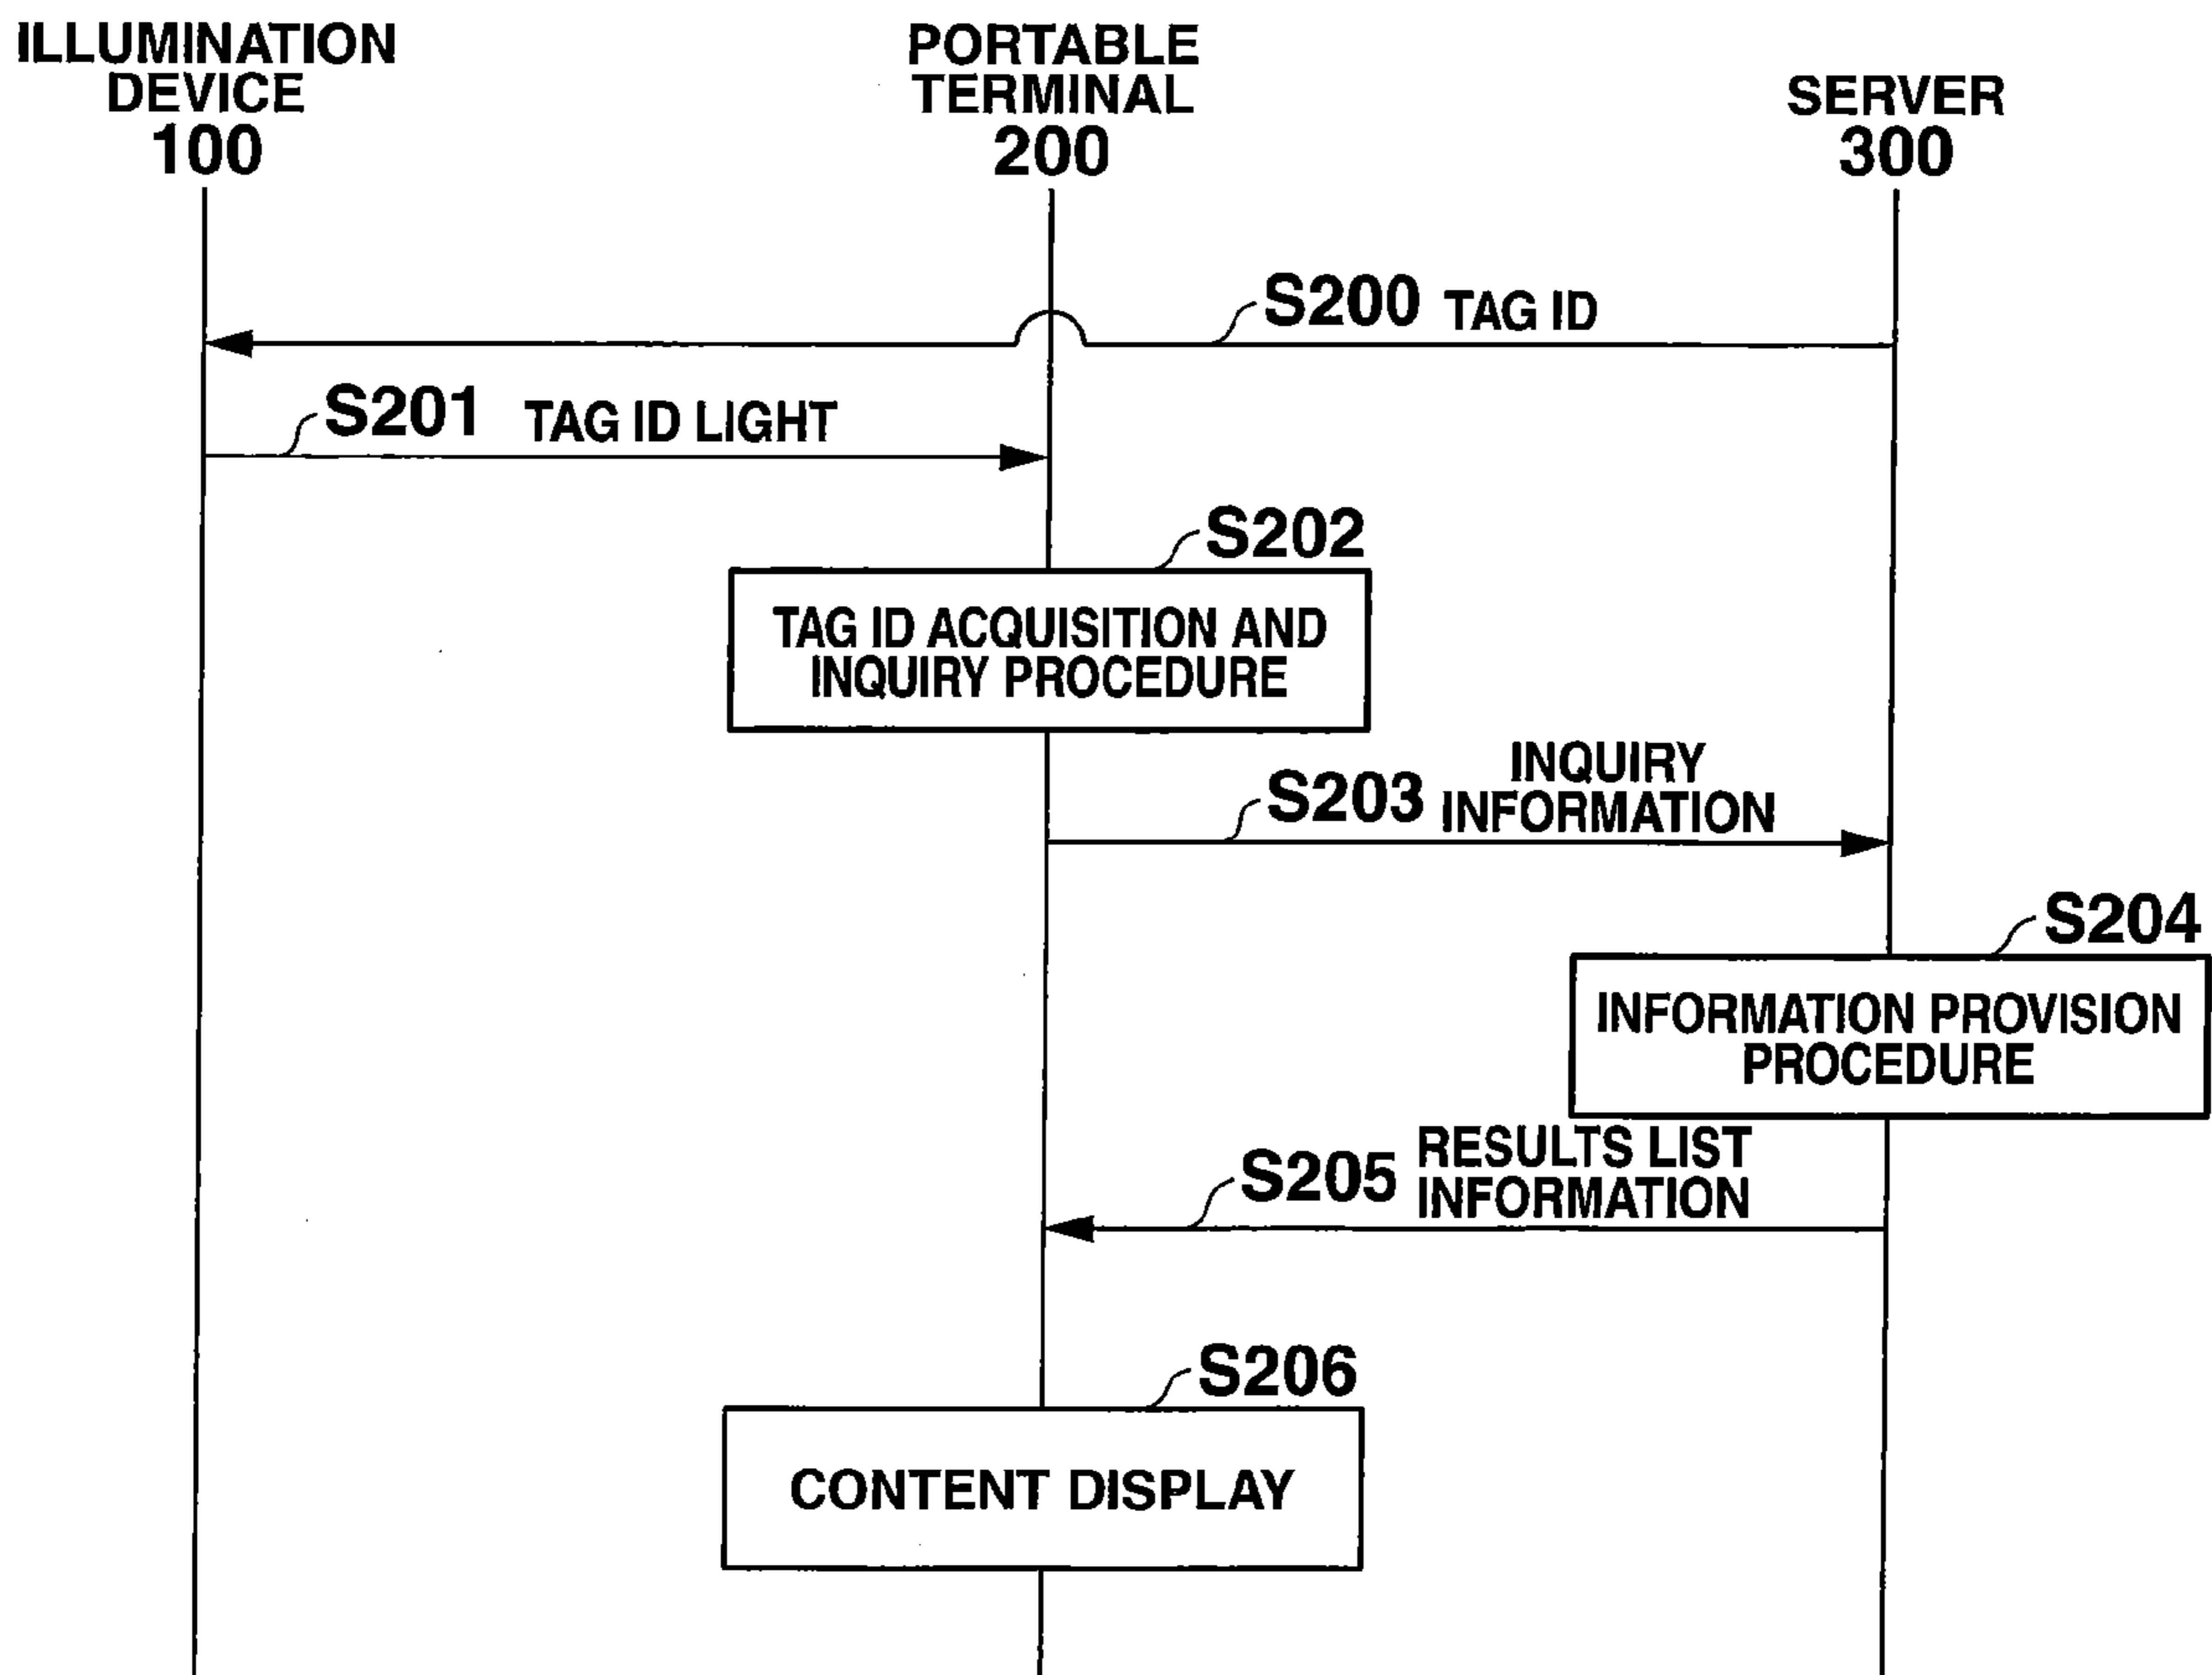 ILLUMINATION
DEVICE
100
PORTABLE
TERMINAL
200
SERVER
300
S200 TAG ID
S201 TAG ID LIGHT
S202
TAG ID ACQUISITION AND
INQUIRY PROCEDURE
INQUIRY
S203 INFORMATION
S204
INFORMATION PROVISION
PROCEDURE
RESULTS LIST
S205 INFORMATION
S206
CONTENT DISPLAY